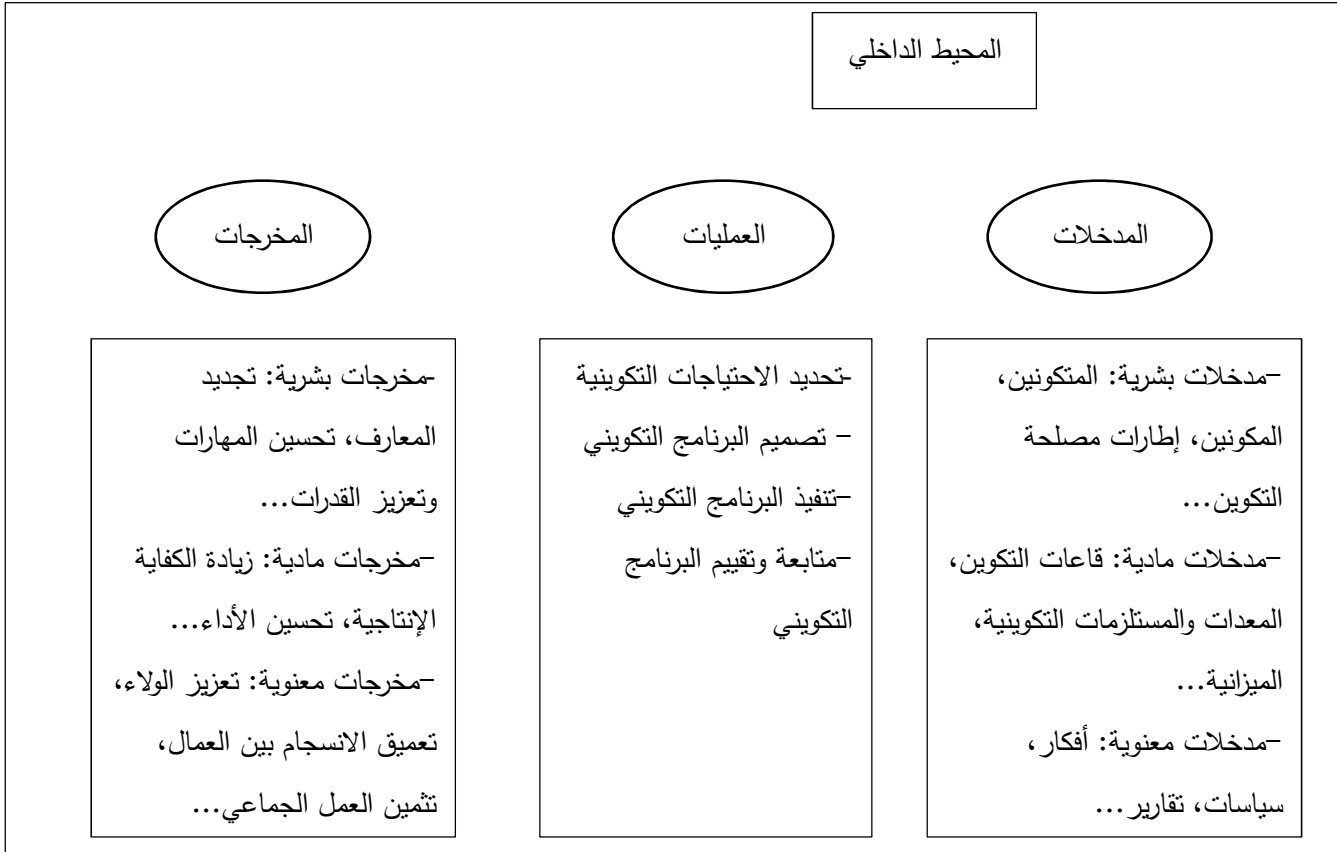 المحيط الداخلي
المدخلات
العمليات
المخرجات
–مدخلات بشرية: المتكونين،
المكونين، إطارات مصلحة
التكوين...
–مدخلات مادية: قاعات التكوين،
المعدات والمستلزمات التكوينية،
الميزانية...
–مدخلات معنوية: أفكار،
سياسات، تقارير...
-تحديد الاحتياجات التكوينية
– تصميم البرنامج التكويني
–تنفيذ البرنامج التكويني
–متابعة وتقييم البرنامج
التكويني
-مخرجات بشرية: تجديد
المعارف، تحسين المهارات
وتعزيز القدرات...
–مخرجات مادية: زيادة الكفاية
الإنتاجية، تحسين الأداء...
–مخرجات معنوية: تعزيز الولاء،
تعميق الانسجام بين العمال،
تثمين العمل الجماعي...